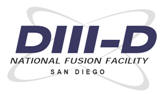 DIII-D
NATIONAL FUSION FACILITY
SAN DIEGO